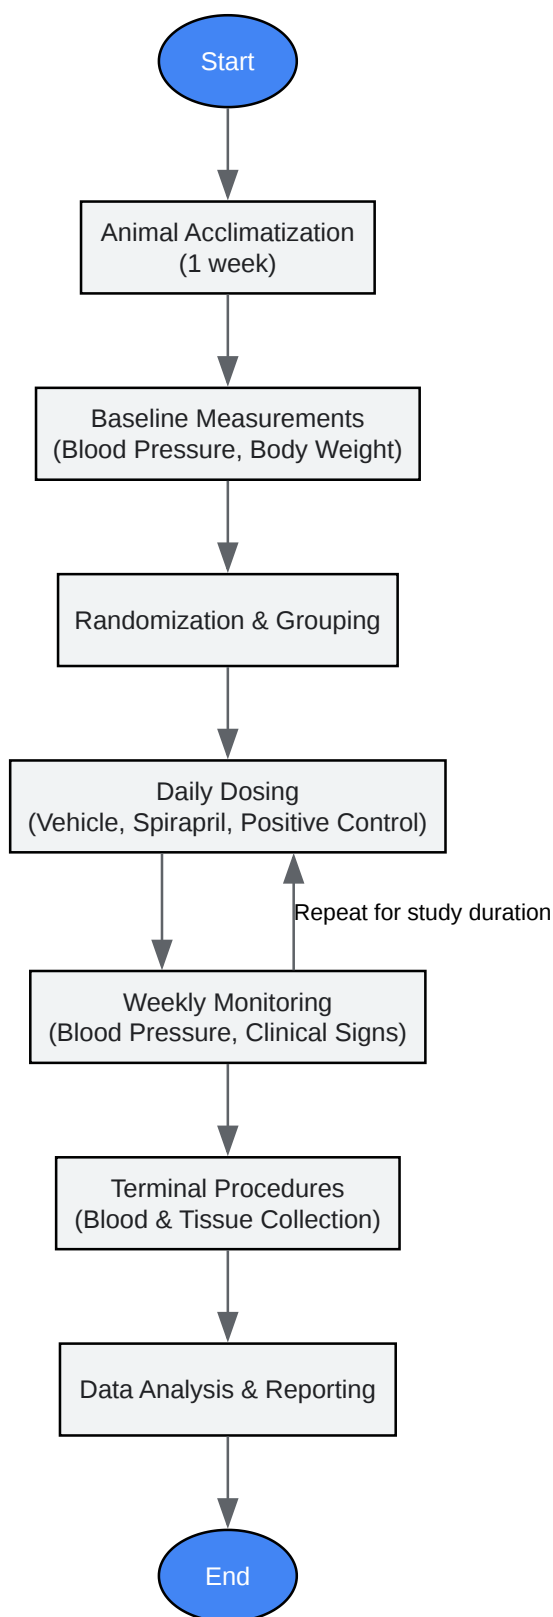 Start
Animal Acclimatization
(1 week)
Baseline Measurements
(Blood Pressure, Body Weight)
Randomization & Grouping
Daily Dosing
(Vehicle, Spirapril, Positive Control)
Repeat for study duration
Weekly Monitoring
(Blood Pressure, Clinical Signs)
Terminal Procedures
(Blood & Tissue Collection)
Data Analysis & Reporting
End